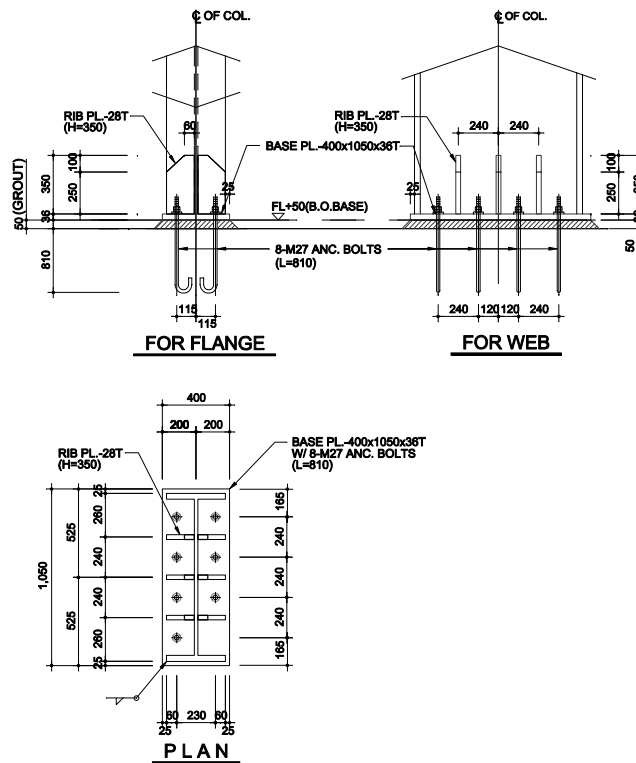 ℄ OF COL.
℄ OF COL.
RIB PL.-28T
(H=350)
60
RIB PL.-28T
(H=350)
240
240
BASE PL.-400x1050x36T
350
100
250
36
50 (GROUT)
810
25
25
FL+50(B.O.BASE)
100
250
50
8-M27 ANC. BOLTS
(L=810)
115
115
240
120
120
240
FOR FLANGE
FOR WEB
400
200
200
RIB PL.-28T
(H=350)
BASE PL.-400x1050x36T
W/ 8-M27 ANC. BOLTS
(L=810)
1,050
525
525
25
260
240
240
260
25
165
240
240
240
165
60
230
60
25
25
PLAN